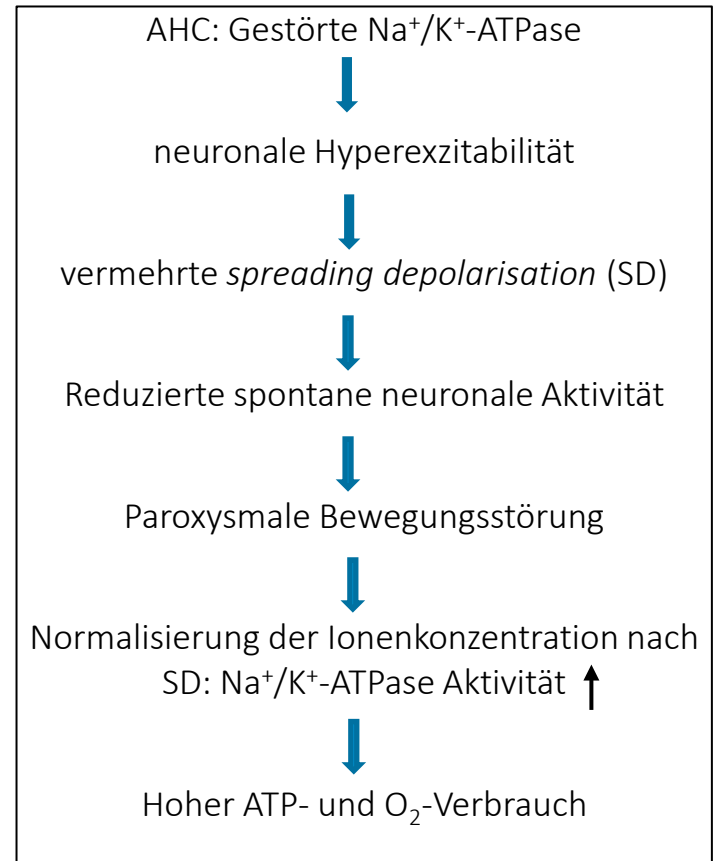 AHC: Gestörte Na⁺/K⁺-ATPase
neuronale Hyperexzitabilität
vermehrte spreading depolarisation (SD)
Reduzierte spontane neuronale Aktivität
Paroxysmale Bewegungsstörung
Normalisierung der Ionenkonzentration nach
SD: Na⁺/K⁺-ATPase Aktivität ↑
Hoher ATP- und O₂-Verbrauch